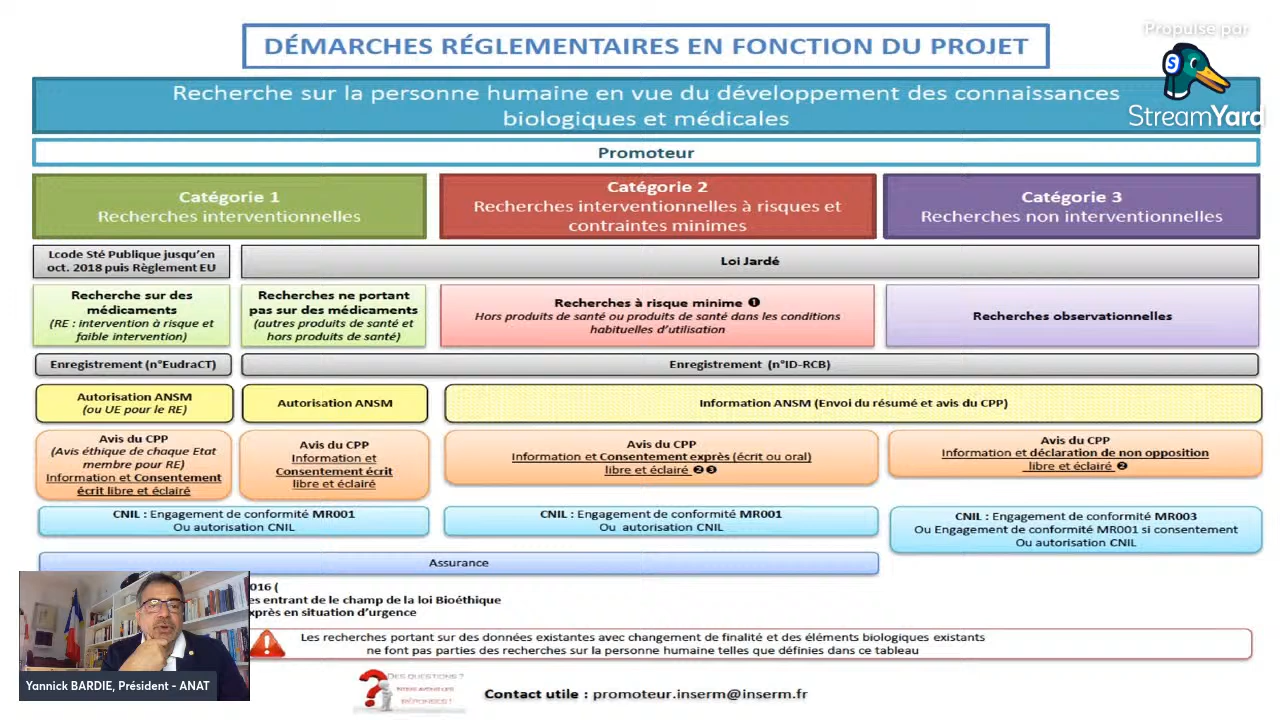 Propulsé par
StreamYard
DÉMARCHES RÉGLEMENTAIRES EN FONCTION DU PROJET
Recherche sur la personne humaine en vue du développement des connaissances
biologiques et médicales
Promoteur
Catégorie 1
Recherches interventionnelles
Catégorie 2
Recherches interventionnelles à risques et
contraintes minimes
Catégorie 3
Recherches non interventionnelles
Lcode Sté Publique jusqu'en
oct. 2018 puis Règlement EU
Loi Jardé
Recherche sur des
médicaments
(RE : intervention à risque et
faible intervention)
Recherches ne portant
pas sur des médicaments
(autres produits de santé et
hors produits de santé)
Recherches à risque minime ❶
Hors produits de santé ou produits de santé dans les conditions
habituelles d'utilisation
Recherches observationnelles
Enregistrement (n°EudraCT)
Enregistrement (n°ID-RCB)
Autorisation ANSM
(ou UE pour le RE)
Autorisation ANSM
Information ANSM (Envoi du résumé et avis du CPP)
Avis du CPP
(Avis éthique de chaque Etat
membre pour RE)
Information et Consentement
écrit libre et éclairé
Avis du CPP
Information et
Consentement écrit
libre et éclairé
Avis du CPP
Information et Consentement exprès (écrit ou oral)
libre et éclairé ❷❸
Avis du CPP
Information et déclaration de non opposition
libre et éclairé ❷
CNIL : Engagement de conformité MR001
Ou autorisation CNIL
CNIL : Engagement de conformité MR001
Ou autorisation CNIL
CNIL : Engagement de conformité MR003
Ou Engagement de conformité MR001 si consentement
Ou autorisation CNIL
Assurance
016 (
es entrant de le champ de la loi Bioéthique
xprès en situation d'urgence
Les recherches portant sur des données existantes avec changement de finalité et des éléments biologiques existants
ne font pas parties des recherches sur la personne humaine telles que définies dans ce tableau
DES QUESTIONS ?
RÉPONSES !
Contact utile : promoteur.inserm@inserm.fr
Yannick BARDIE, Président - ANAT